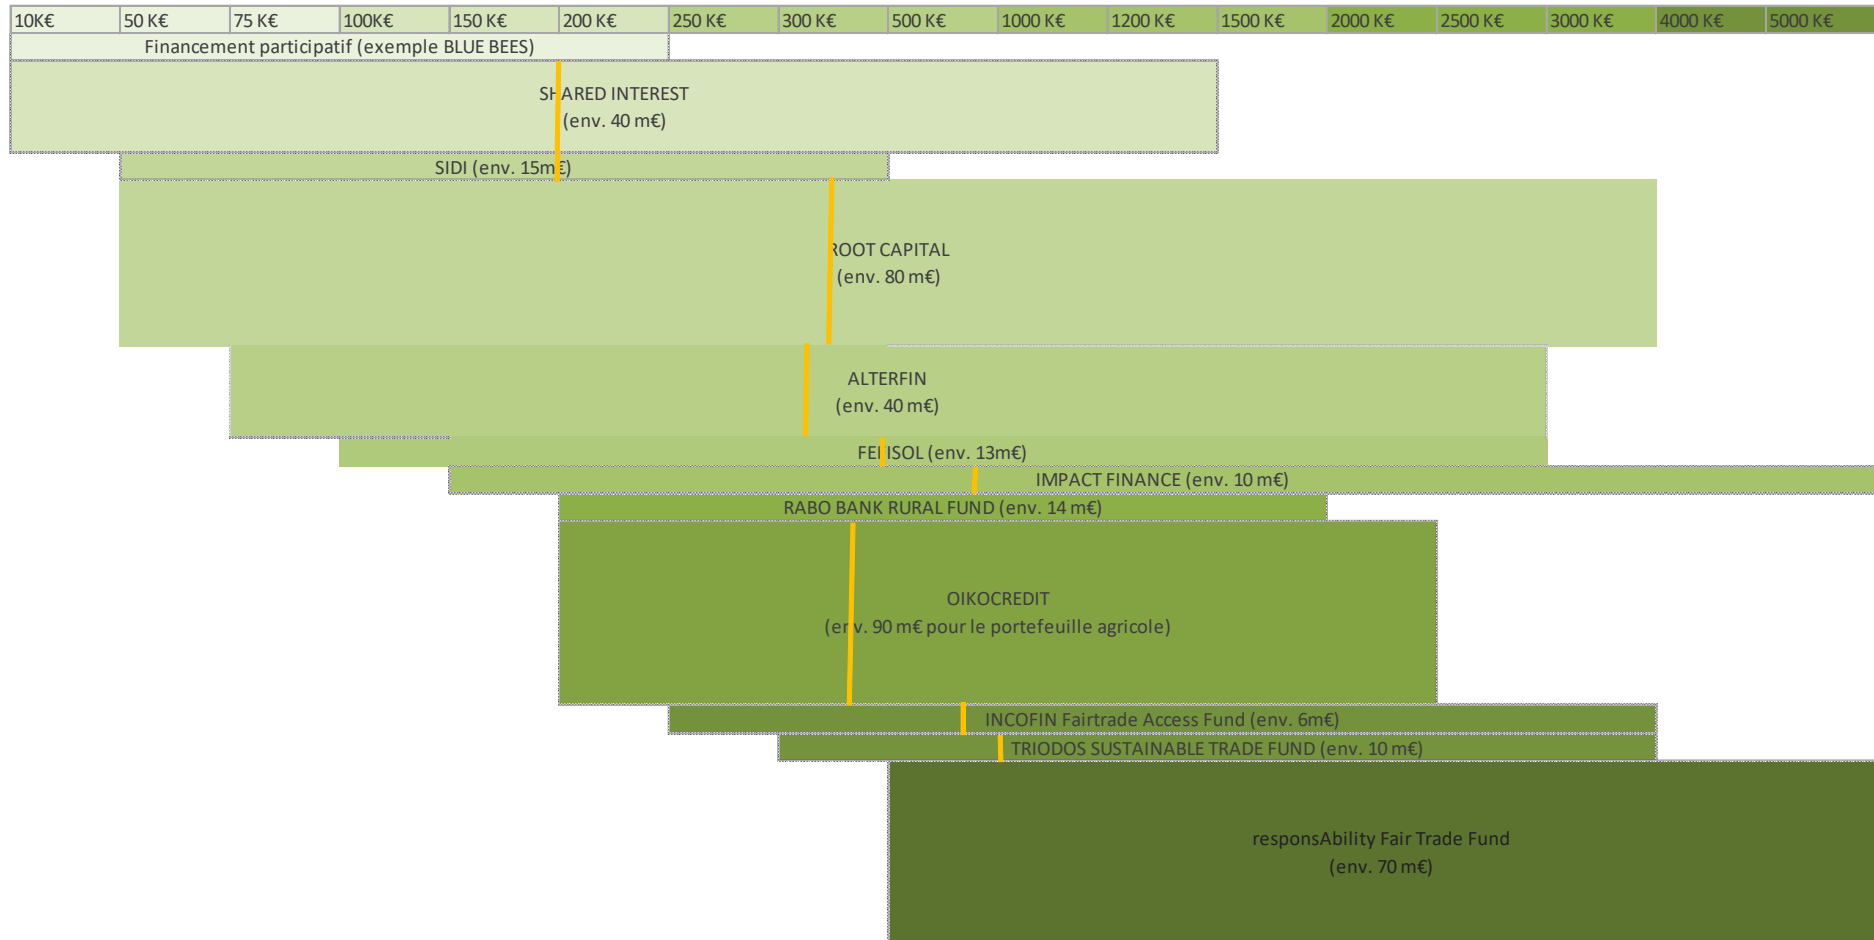 10K€ 50 K€ 75 K€ 100K€ 150 K€ 200 K€ 250 K€ 300 K€ 500 K€ 1000 K€ 1200 K€ 1500 K€ 2000 K€ 2500 K€ 3000 K€ 4000 K€ 5000 K€
Financement participatif (exemple BLUE BEES)
SHARED INTEREST
(env. 40 m€)
SIDI (env. 15m€)
ROOT CAPITAL
(env. 80 m€)
ALTERFIN
(env. 40 m€)
FEFISOL (env. 13m€)
IMPACT FINANCE (env. 10 m€)
RABO BANK RURAL FUND (env. 14 m€)
OIKOCREDIT
(env. 90 m€ pour le portefeuille agricole)
INCOFIN Fairtrade Access Fund (env. 6m€)
TRIODOS SUSTAINABLE TRADE FUND (env. 10 m€)
responsAbility Fair Trade Fund
(env. 70 m€)